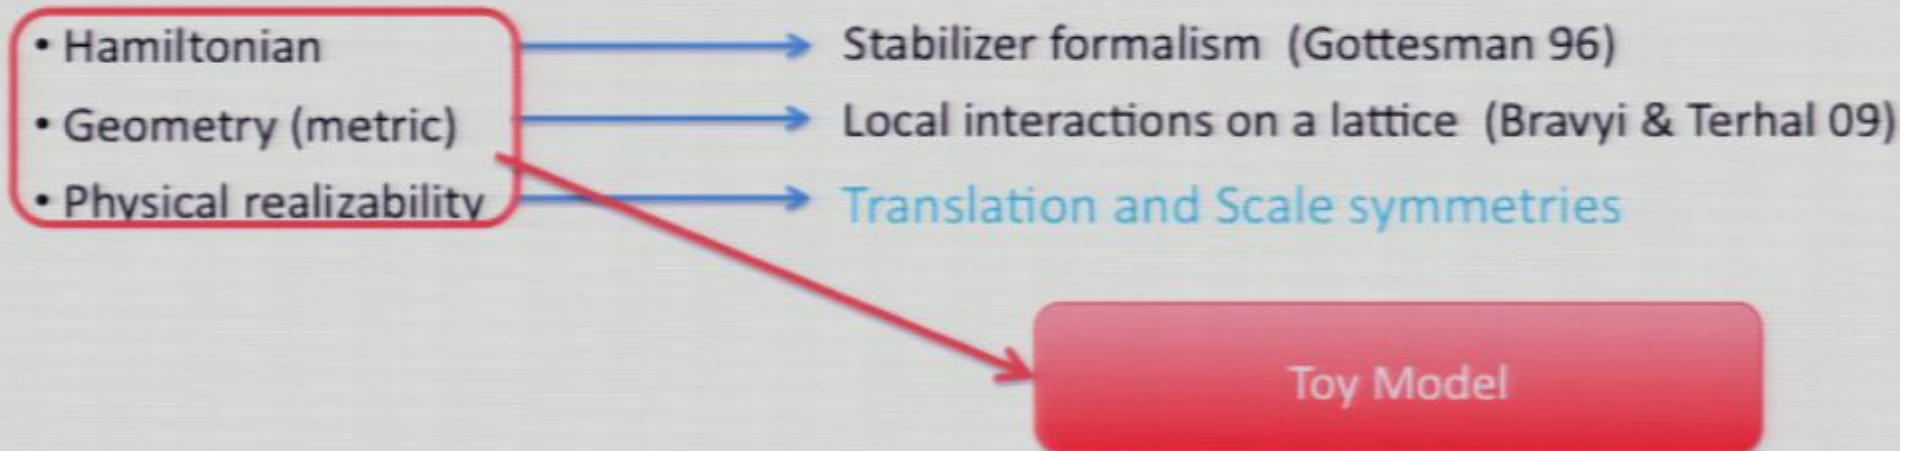 • Hamiltonian
Stabilizer formalism (Gottesman 96)
• Geometry (metric)
Local interactions on a lattice (Bravyi & Terhal 09)
• Physical realizability
Translation and Scale symmetries
Toy Model